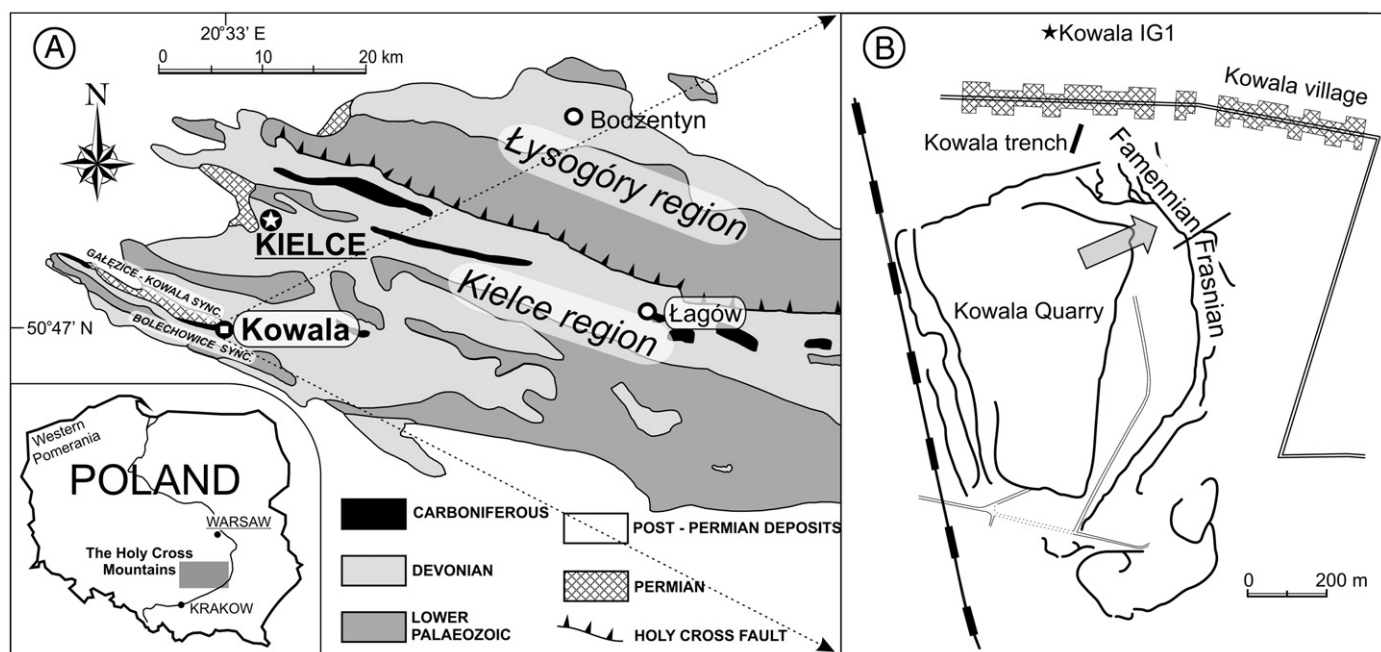 A
20°33' E
0 10 20 km
N
Bodzentyn
Łysogóry region
KIELCE
Kielce region
Łagów
GAŁĘZICE - KOWALA SYNC.
50°47' N
Kowala
BOLECHOWICE SYNC.
Western
Pomerania
POLAND
WARSAW
The Holy Cross
Mountains
KRAKOW
CARBONIFEROUS
DEVONIAN
LOWER
PALAEOZOIC
POST - PERMIAN DEPOSITS
PERMIAN
HOLY CROSS FAULT
B
Kowala IG1
Kowala village
Kowala trench
Famennian
Frasnian
Kowala Quarry
0 200 m